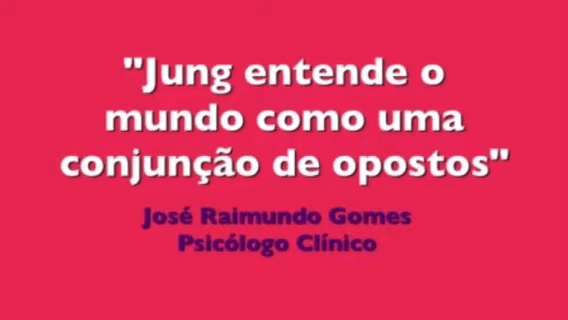 "Jung entende o
mundo como uma
conjunção de opostos"
José Raimundo Gomes
Psicólogo Clínico